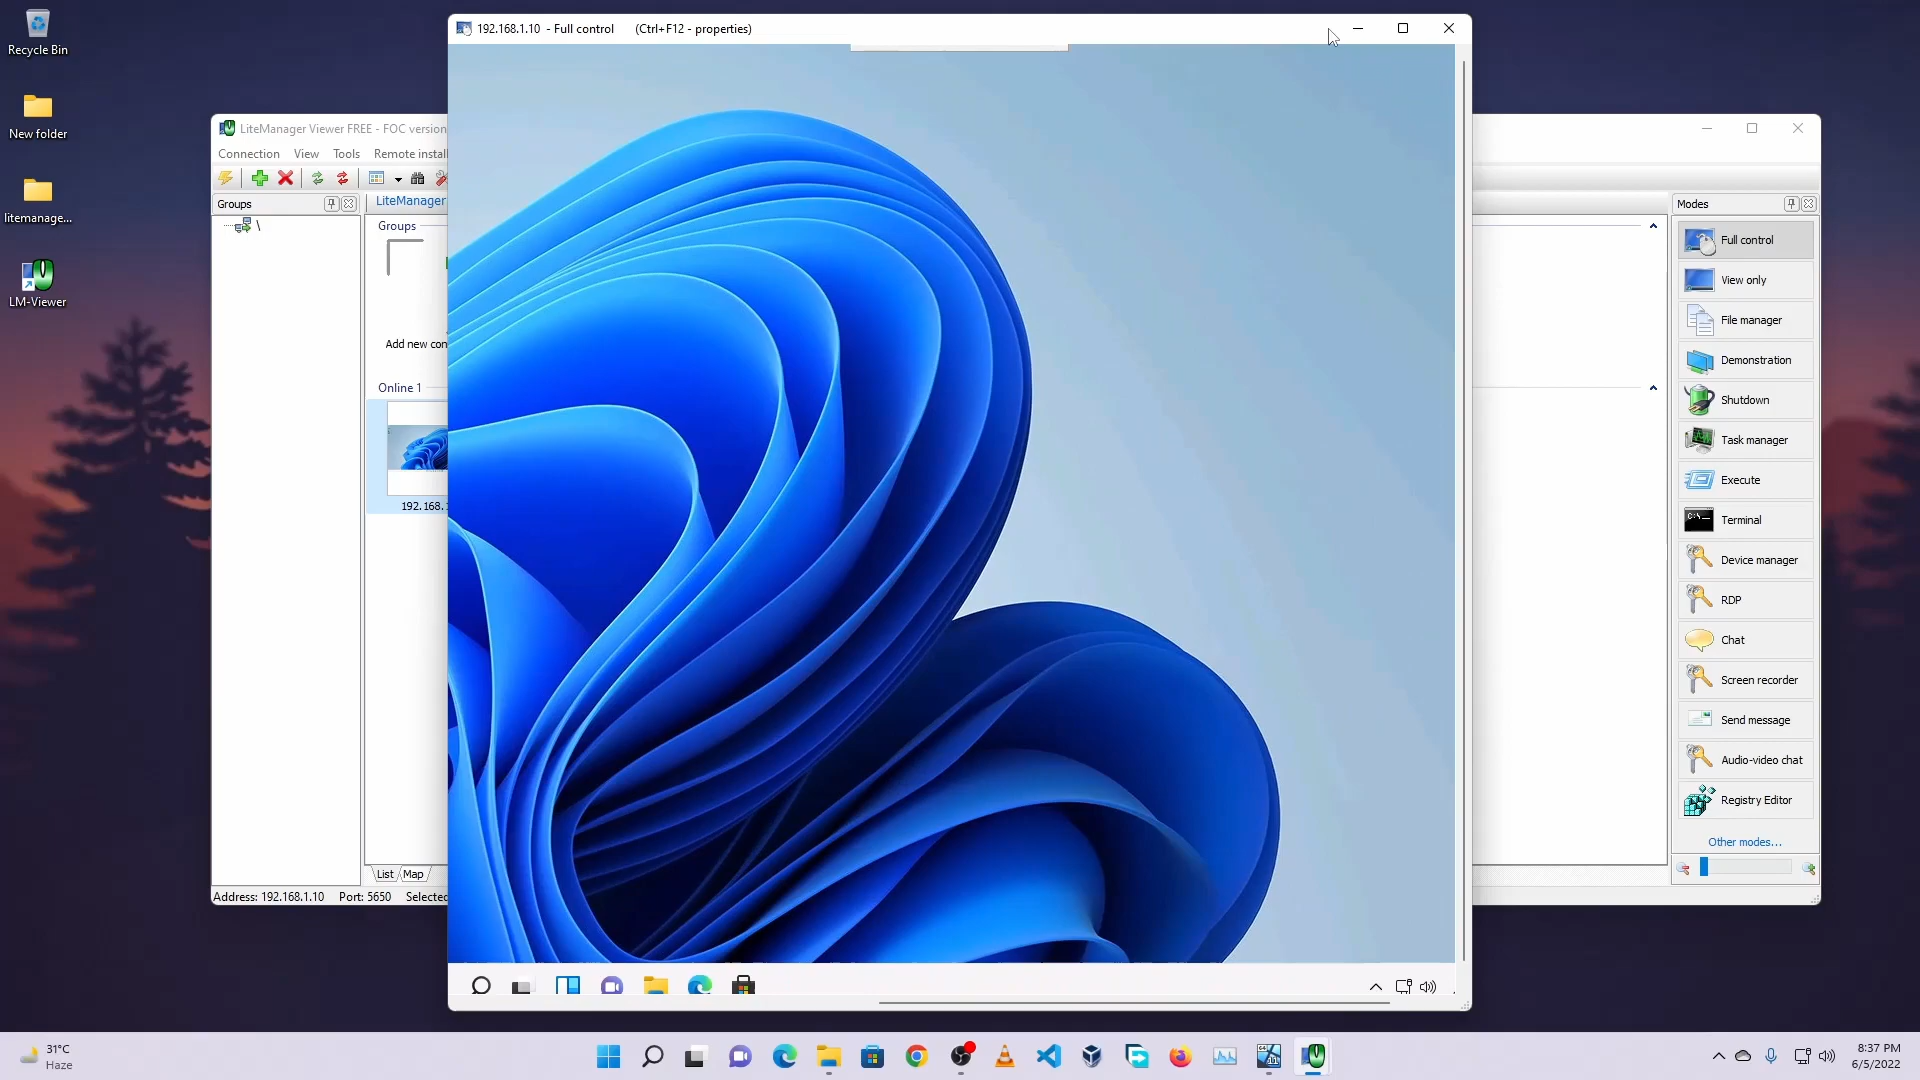 Recycle Bin
New folder
litemanage...
LM-Viewer
192.168.1.10 - Full control (Ctrl+F12 - properties)
LiteManager Viewer FREE - FOC version
Connection View Tools Remote instal
Groups
\
LiteManager
Groups
Add new con
Online 1
192.168.1
List Map
Address: 192.168.1.10 Port: 5650 Selected
Modes
Full control
View only
File manager
Demonstration
Shutdown
Task manager
Execute
Terminal
Device manager
RDP
Chat
Screen recorder
Send message
Audio-video chat
Registry Editor
Other modes...
31°C
Haze
8:37 PM
6/5/2022